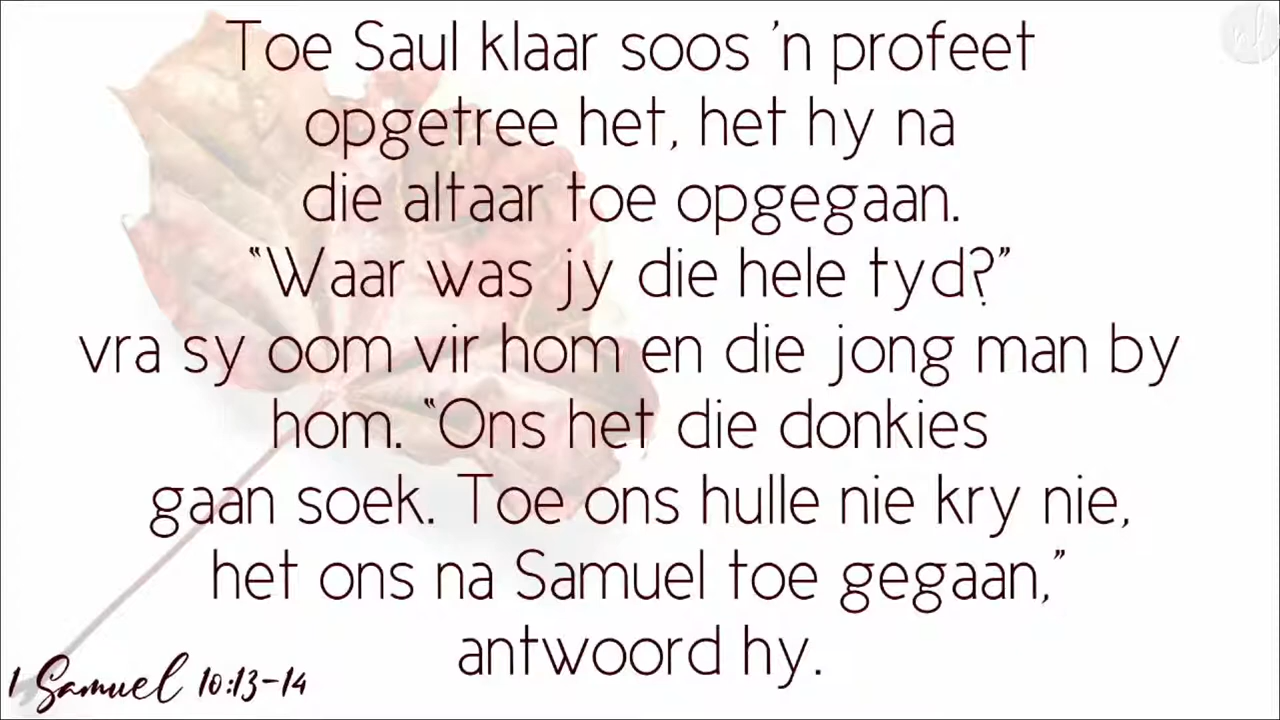 Toe Saul klaar soos 'n profeet
opgetree het, het hy na
die altaar toe opgegaan.
“Waar was jy die hele tyd?”
vra sy oom vir hom en die jong man by
hom. “Ons het die donkies
gaan soek. Toe ons hulle nie kry nie,
het ons na Samuel toe gegaan,”
antwoord hy.
1 Samuel 10:13-14